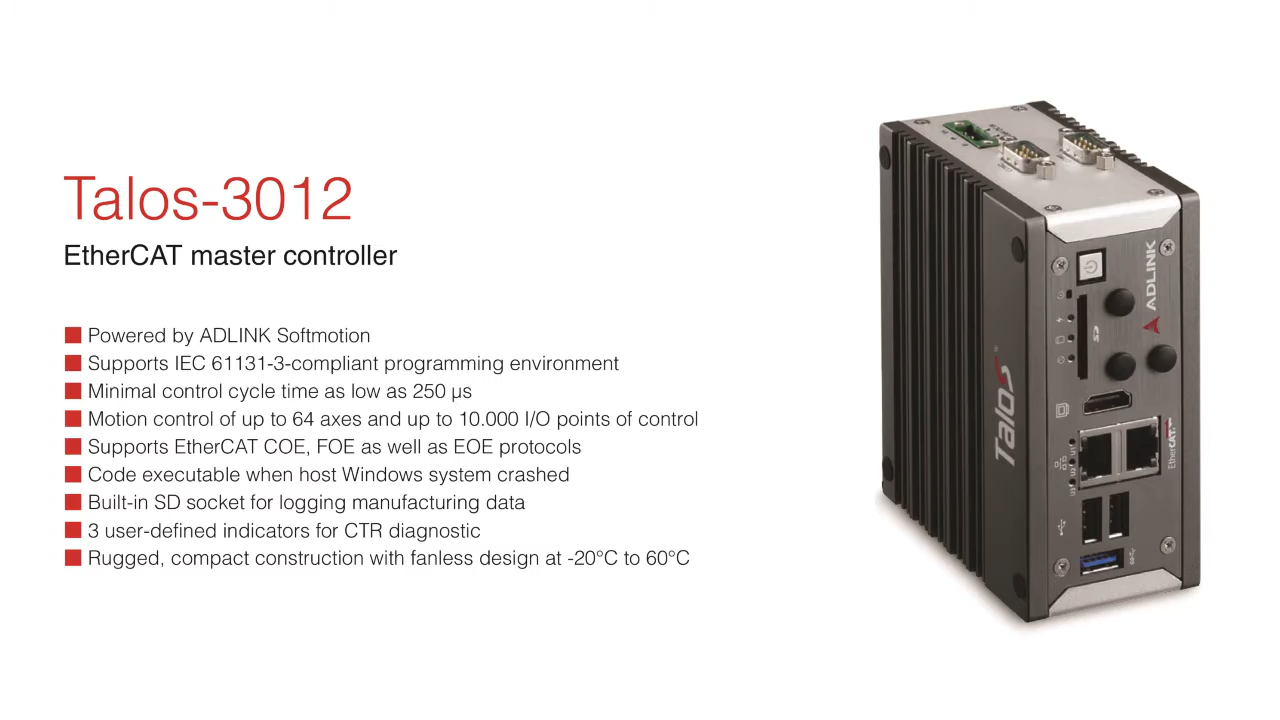 Talos-3012
EtherCAT master controller
Powered by ADLINK Softmotion
Supports IEC 61131-3-compliant programming environment
Minimal control cycle time as low as 250 µs
Motion control of up to 64 axes and up to 10.000 I/O points of control
Supports EtherCAT COE, FOE as well as EOE protocols
Code executable when host Windows system crashed
Built-in SD socket for logging manufacturing data
3 user-defined indicators for CTR diagnostic
Rugged, compact construction with fanless design at -20°C to 60°C
ADLINK
Talos
EtherCAT
U1
U2
U3